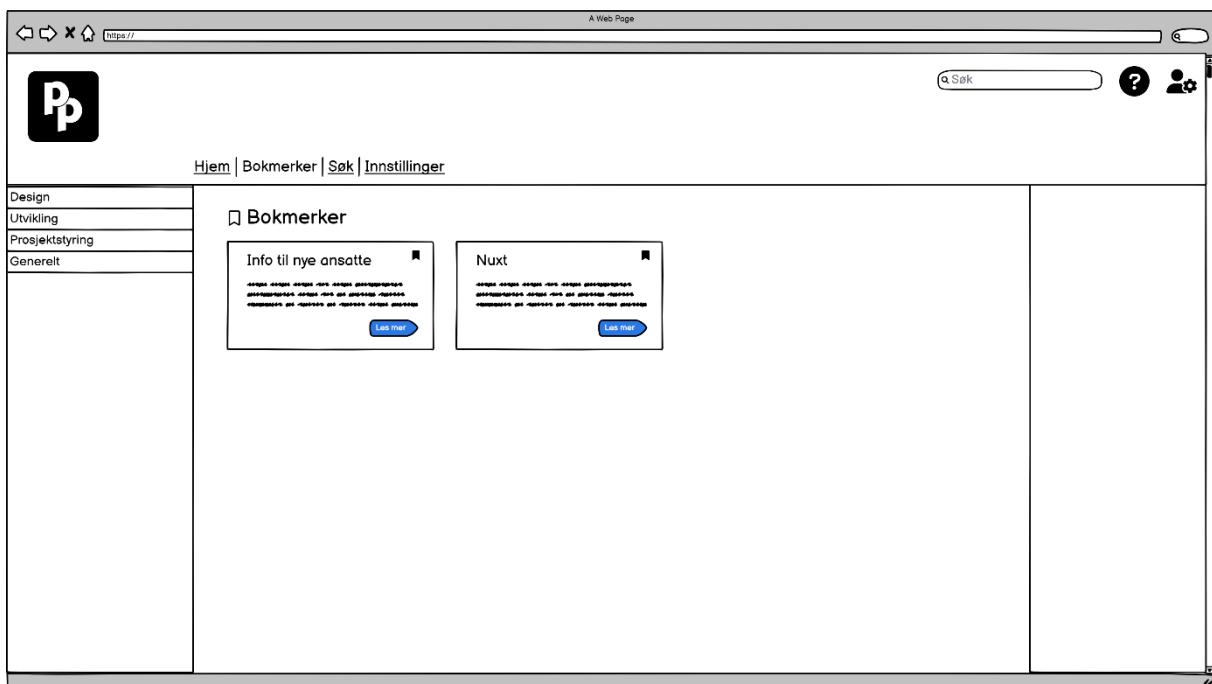 A Web Page
https://
pp
Søk
?
Hjem | Bokmerker | Søk | Innstillinger
Design
Utvikling
Prosjektstyring
Generelt
Bokmerker
Info til nye ansatte
Les mer
Nuxt
Les mer